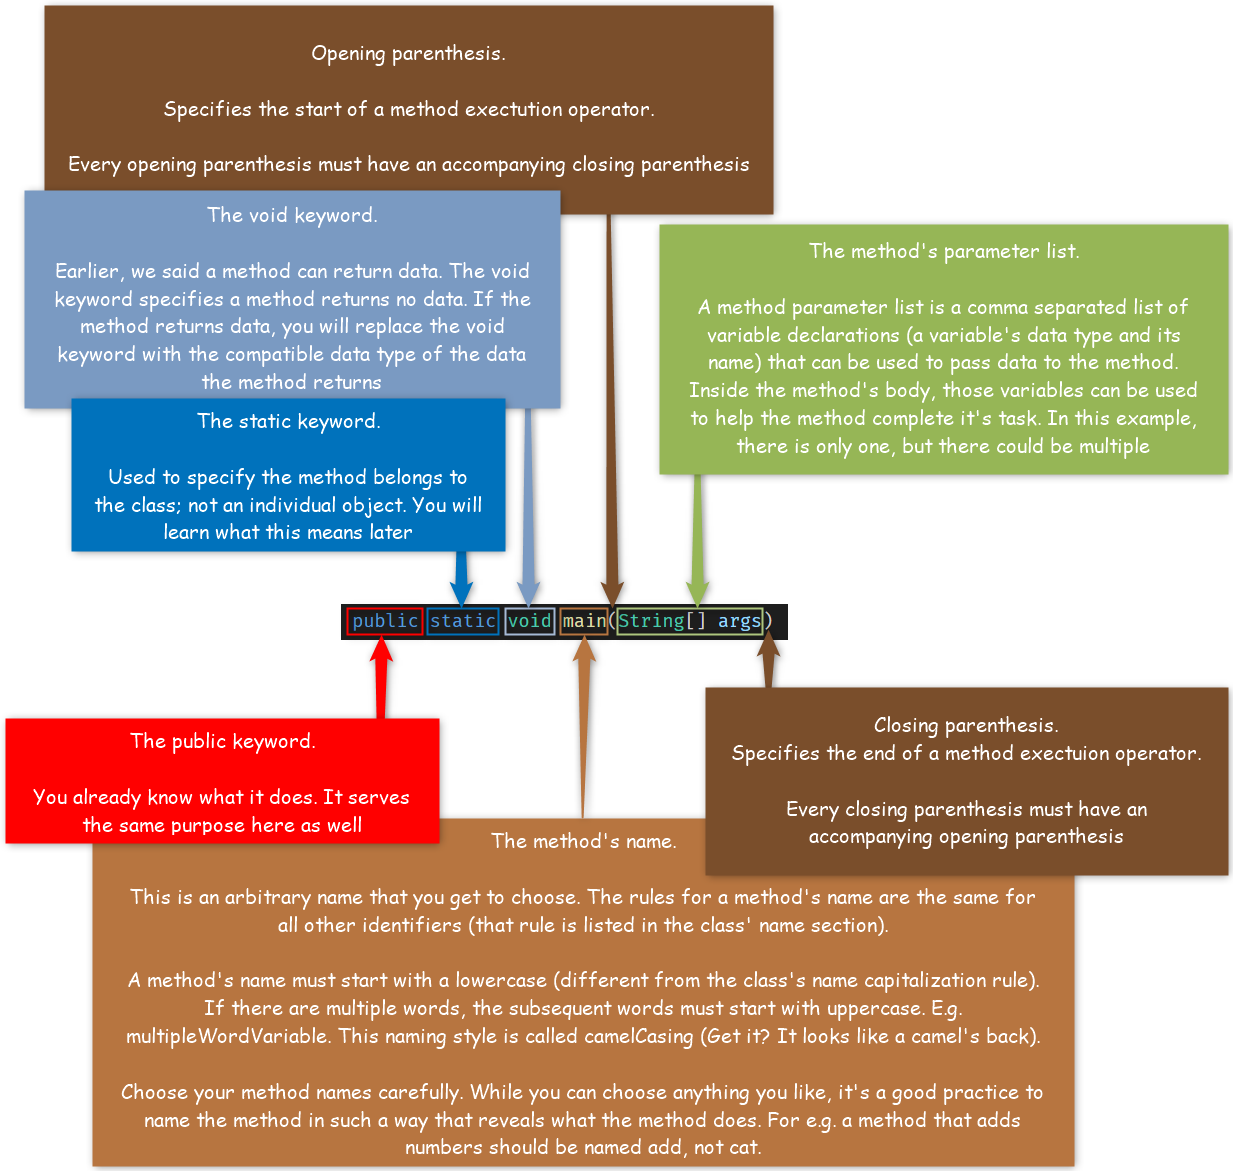 Opening parenthesis.
Specifies the start of a method exectution operator.
Every opening parenthesis must have an accompanying closing parenthesis
The void keyword.
Earlier, we said a method can return data. The void
keyword specifies a method returns no data. If the
method returns data, you will replace the void
keyword with the compatible data type of the data
the method returns
The method's parameter list.
A method parameter list is a comma separated list of
variable declarations (a variable's data type and its
name) that can be used to pass data to the method.
Inside the method's body, those variables can be used
to help the method complete it's task. In this example,
there is only one, but there could be multiple
The static keyword.
Used to specify the method belongs to
the class; not an individual object. You will
learn what this means later
public static void main(String[] args)
The public keyword.
You already know what it does. It serves
the same purpose here as well
Closing parenthesis.
Specifies the end of a method exectuion operator.
Every closing parenthesis must have an
accompanying opening parenthesis
The method's name.
This is an arbitrary name that you get to choose. The rules for a method's name are the same for
all other identifiers (that rule is listed in the class' name section).
A method's name must start with a lowercase (different from the class's name capitalization rule).
If there are multiple words, the subsequent words must start with uppercase. E.g.
multipleWordVariable. This naming style is called camelCasing (Get it? It looks like a camel's back).
Choose your method names carefully. While you can choose anything you like, it's a good practice to
name the method in such a way that reveals what the method does. For e.g. a method that adds
numbers should be named add, not cat.